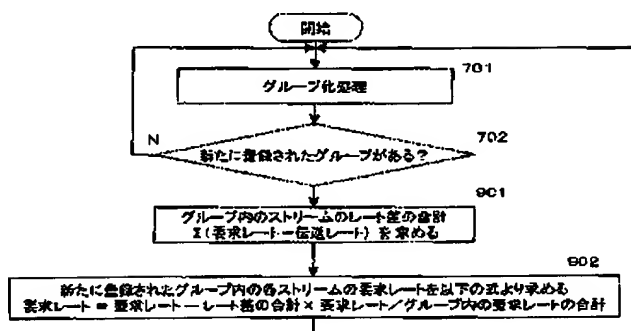 開始
701
グループ化処理
702
新たに登録されたグループがある?
N
901
グループ内のストリームのレート差の合計
Σ(要求レート−伝送レート)を求める
902
新たに登録されたグループ内の各ストリームの要求レートを以下の式より求める
要求レート = 要求レート − レート差の合計 × 要求レート/グループ内の要求レートの合計